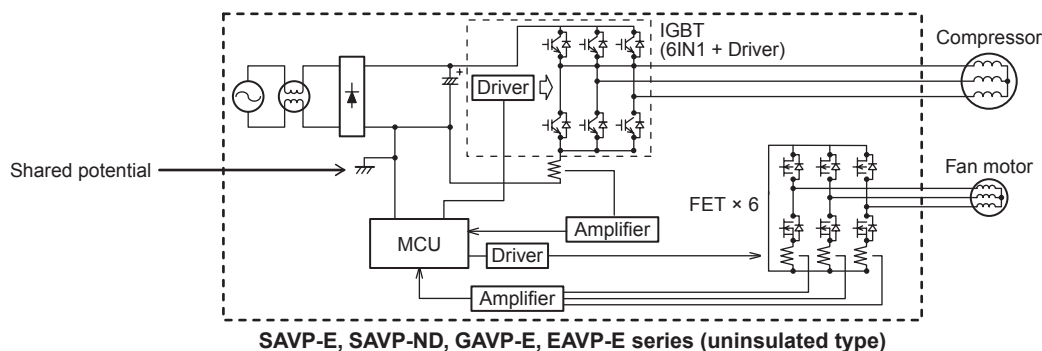 IGBT
(6IN1 + Driver)
Compressor
+
Driver
Shared potential
Fan motor
FET × 6
Amplifier
MCU
Driver
Amplifier
SAVP-E, SAVP-ND, GAVP-E, EAVP-E series (uninsulated type)